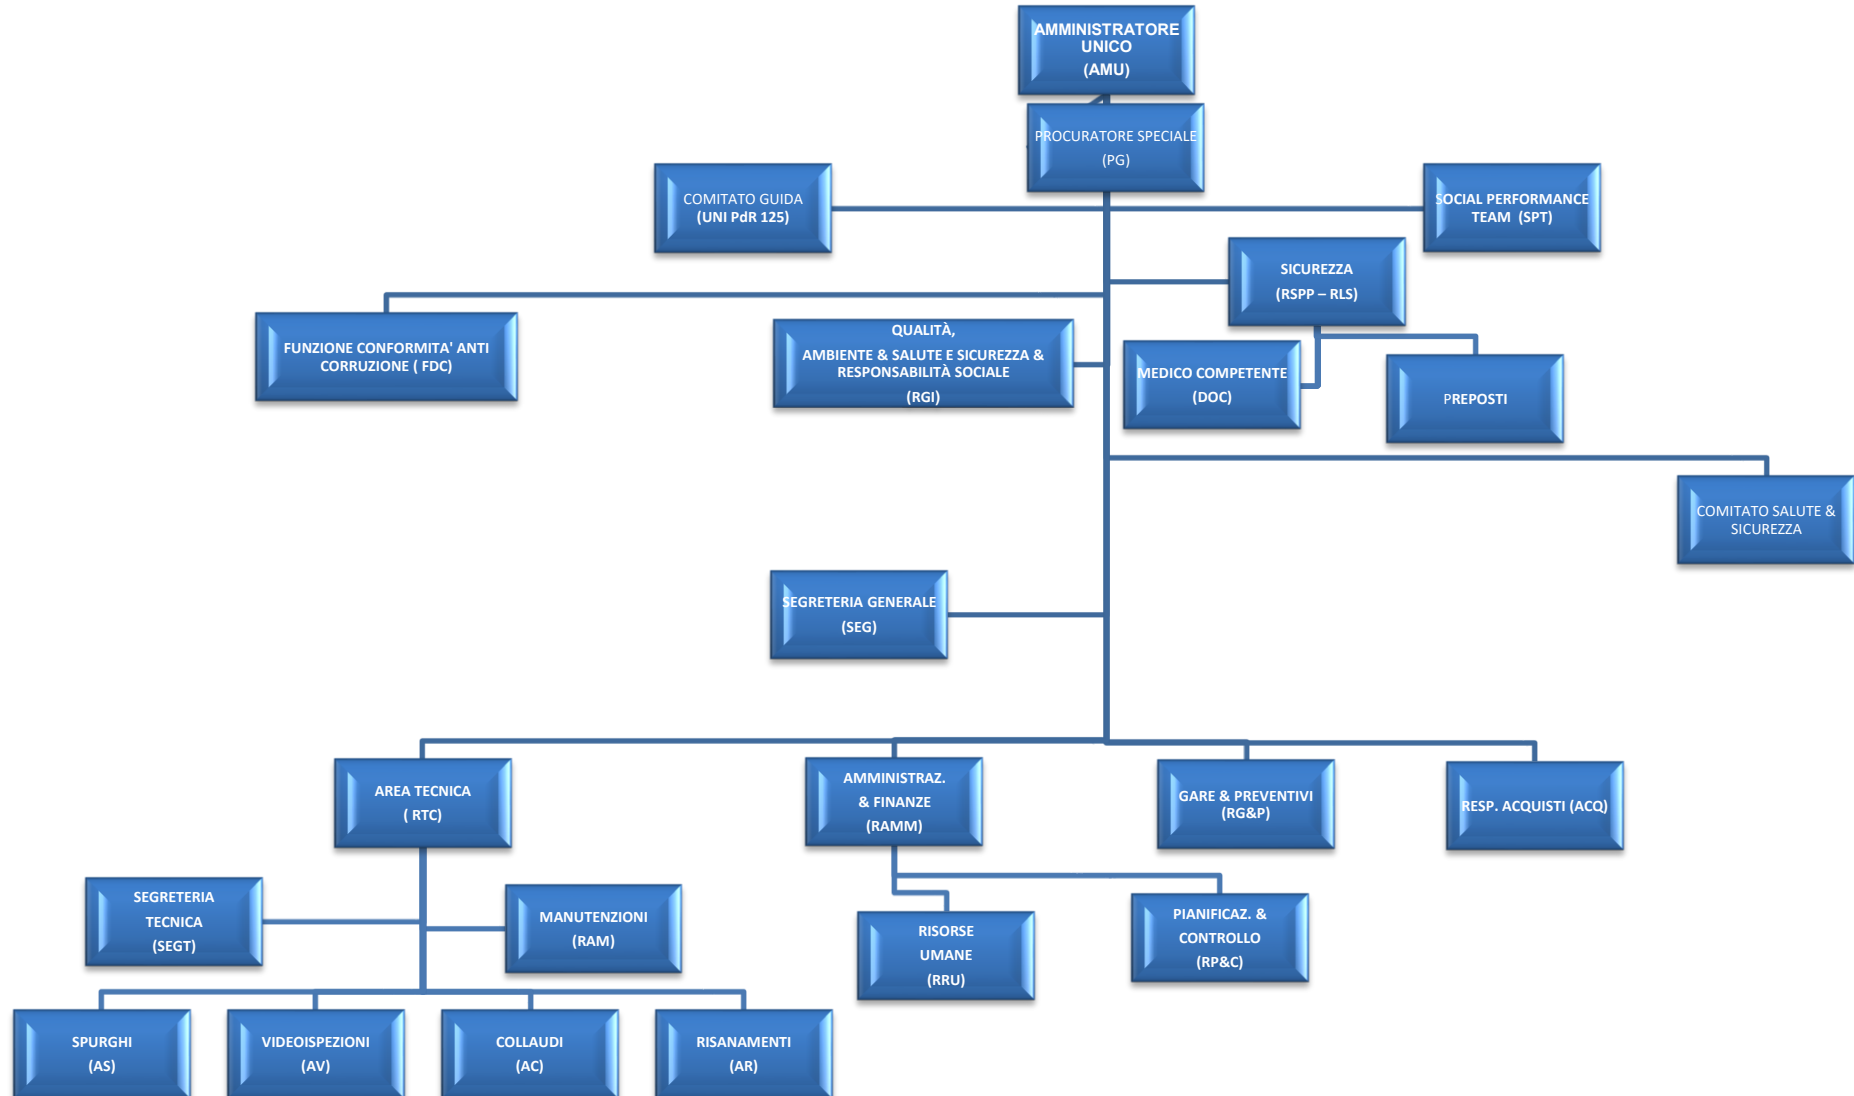 AMMINISTRATORE
UNICO
(AMU)
PROCURATORE SPECIALE
(PG)
COMITATO GUIDA
(UNI PdR 125)
SOCIAL PERFORMANCE
TEAM (SPT)
SICUREZZA
(RSPP – RLS)
FUNZIONE CONFORMITA' ANTI
CORRUZIONE ( FDC)
QUALITÀ,
AMBIENTE & SALUTE E SICUREZZA &
RESPONSABILITÀ SOCIALE
(RGI)
MEDICO COMPETENTE
(DOC)
PREPOSTI
COMITATO SALUTE &
SICUREZZA
SEGRETERIA GENERALE
(SEG)
AREA TECNICA
( RTC)
AMMINISTRAZ.
& FINANZE
(RAMM)
GARE & PREVENTIVI
(RG&P)
RESP. ACQUISTI (ACQ)
SEGRETERIA
TECNICA
(SEGT)
MANUTENZIONI
(RAM)
RISORSE
UMANE
(RRU)
PIANIFICAZ. &
CONTROLLO
(RP&C)
SPURGHI
(AS)
VIDEOISPEZIONI
(AV)
COLLAUDI
(AC)
RISANAMENTI
(AR)